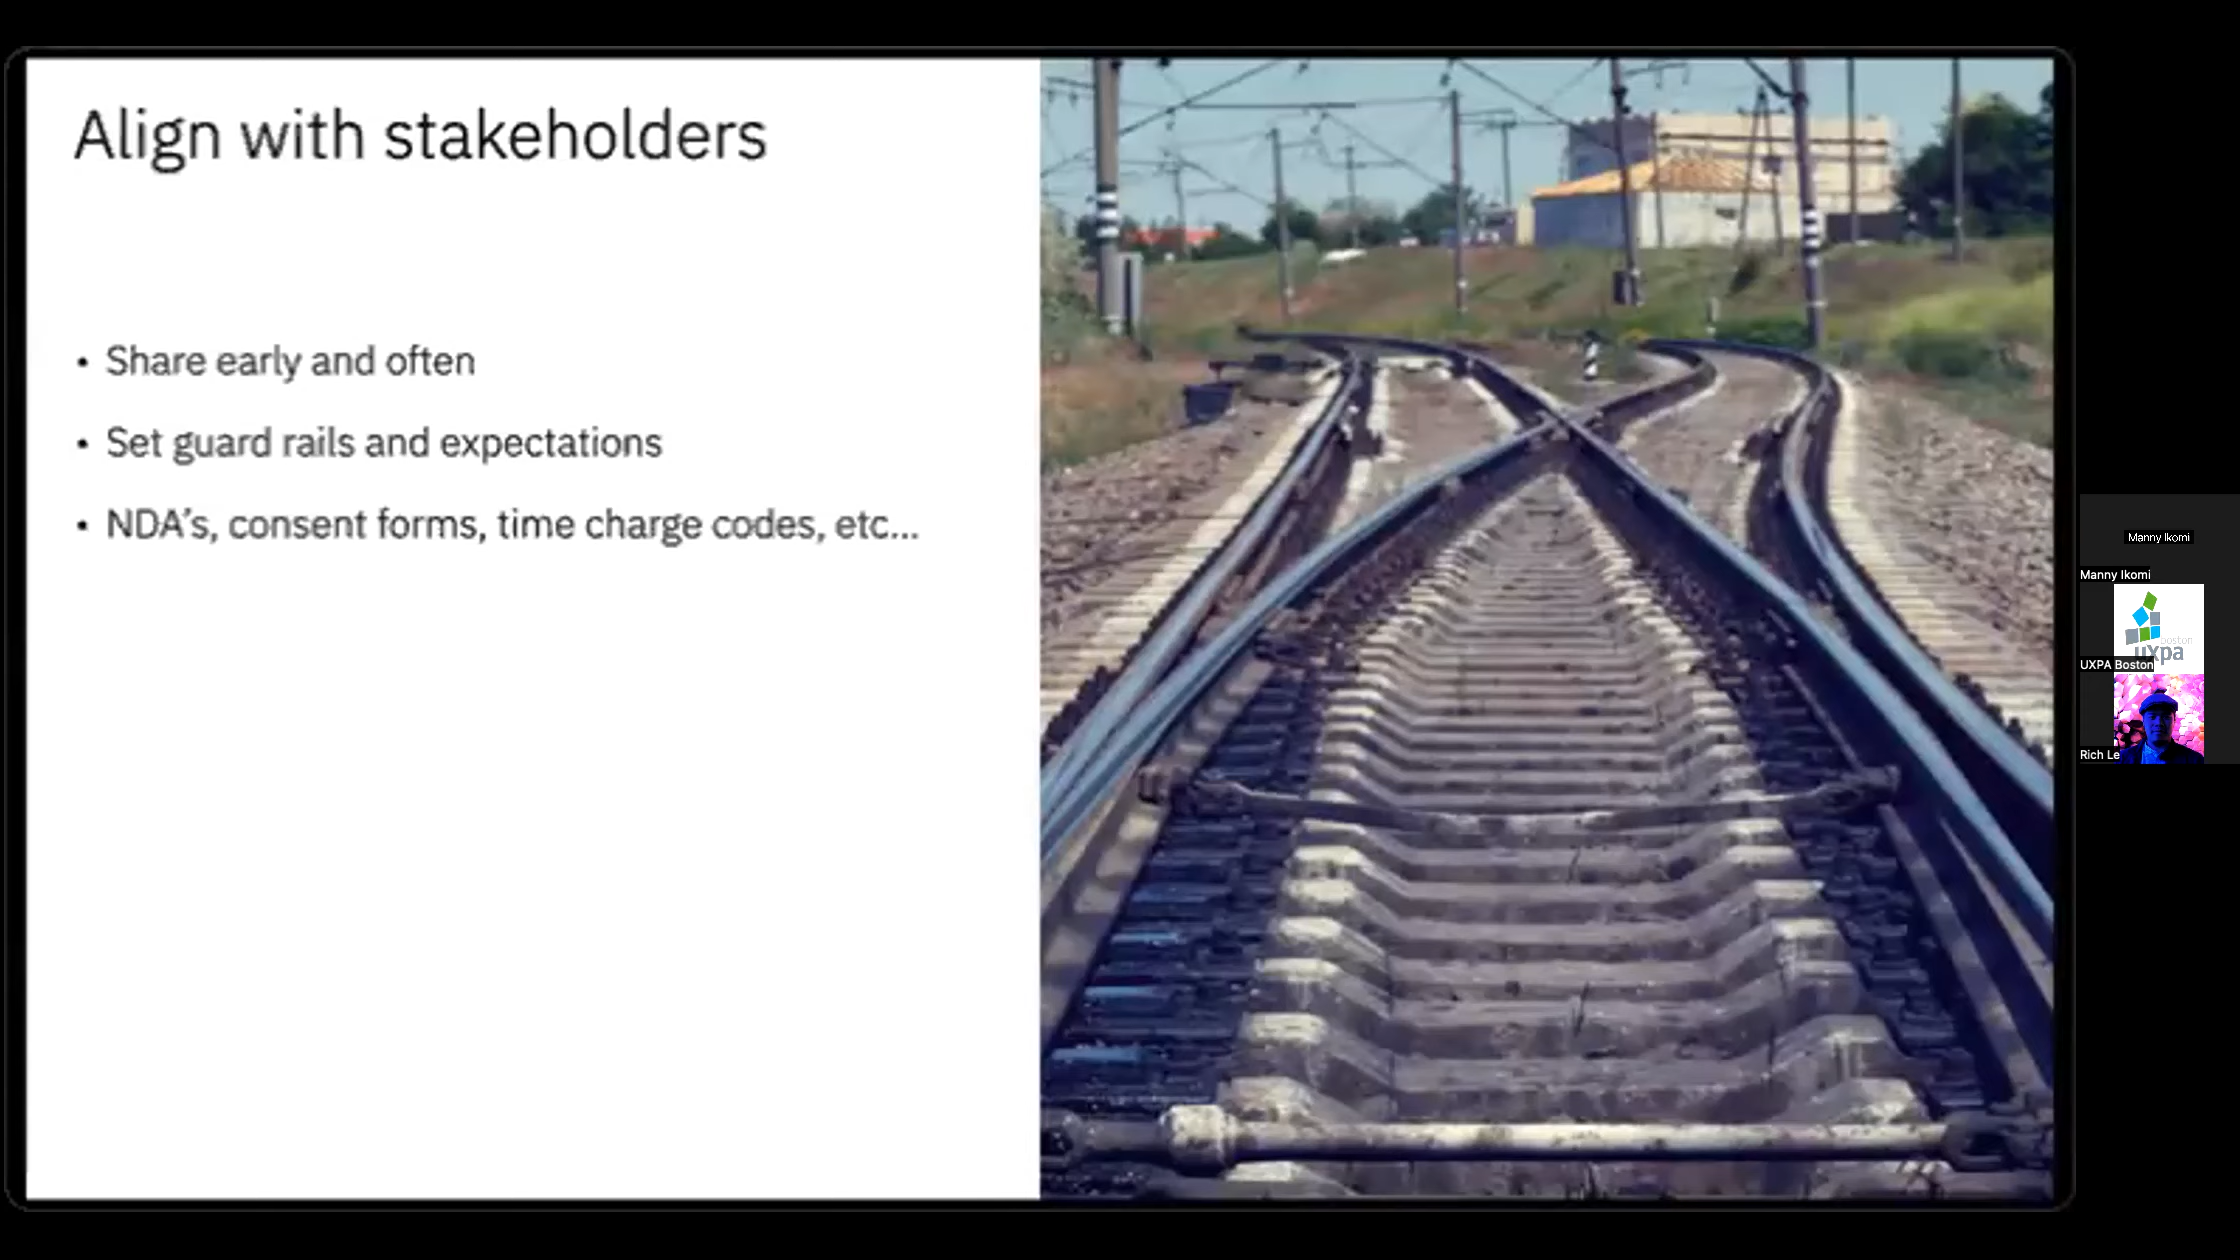 Align with stakeholders
• Share early and often
• Set guard rails and expectations
• NDA's, consent forms, time charge codes, etc...
Manny Ikomi
Manny Ikomi
boston
uxpa
UXPA Boston
Rich Le